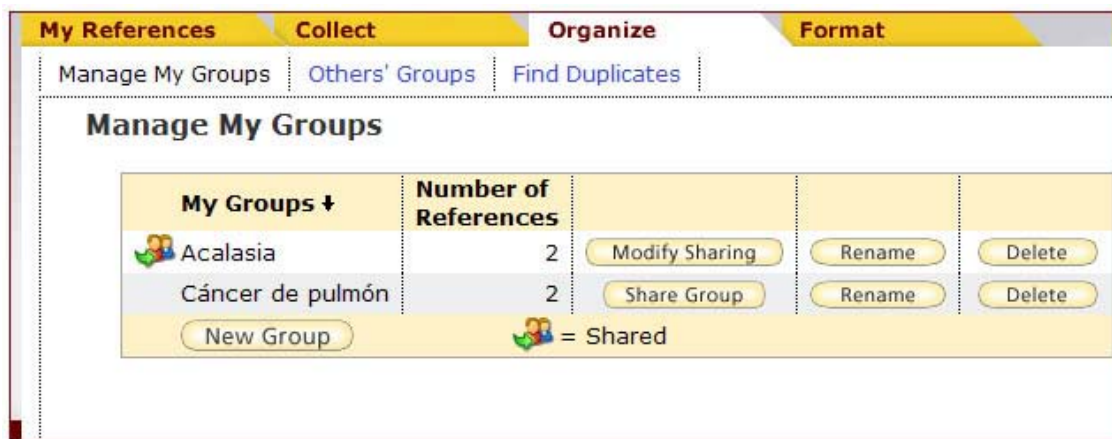 My References Collect Organize Format
Manage My Groups Others' Groups Find Duplicates
Manage My Groups
My Groups Number of References
Acalasia 2 Modify Sharing Rename Delete
Cáncer de pulmón 2 Share Group Rename Delete
New Group = Shared